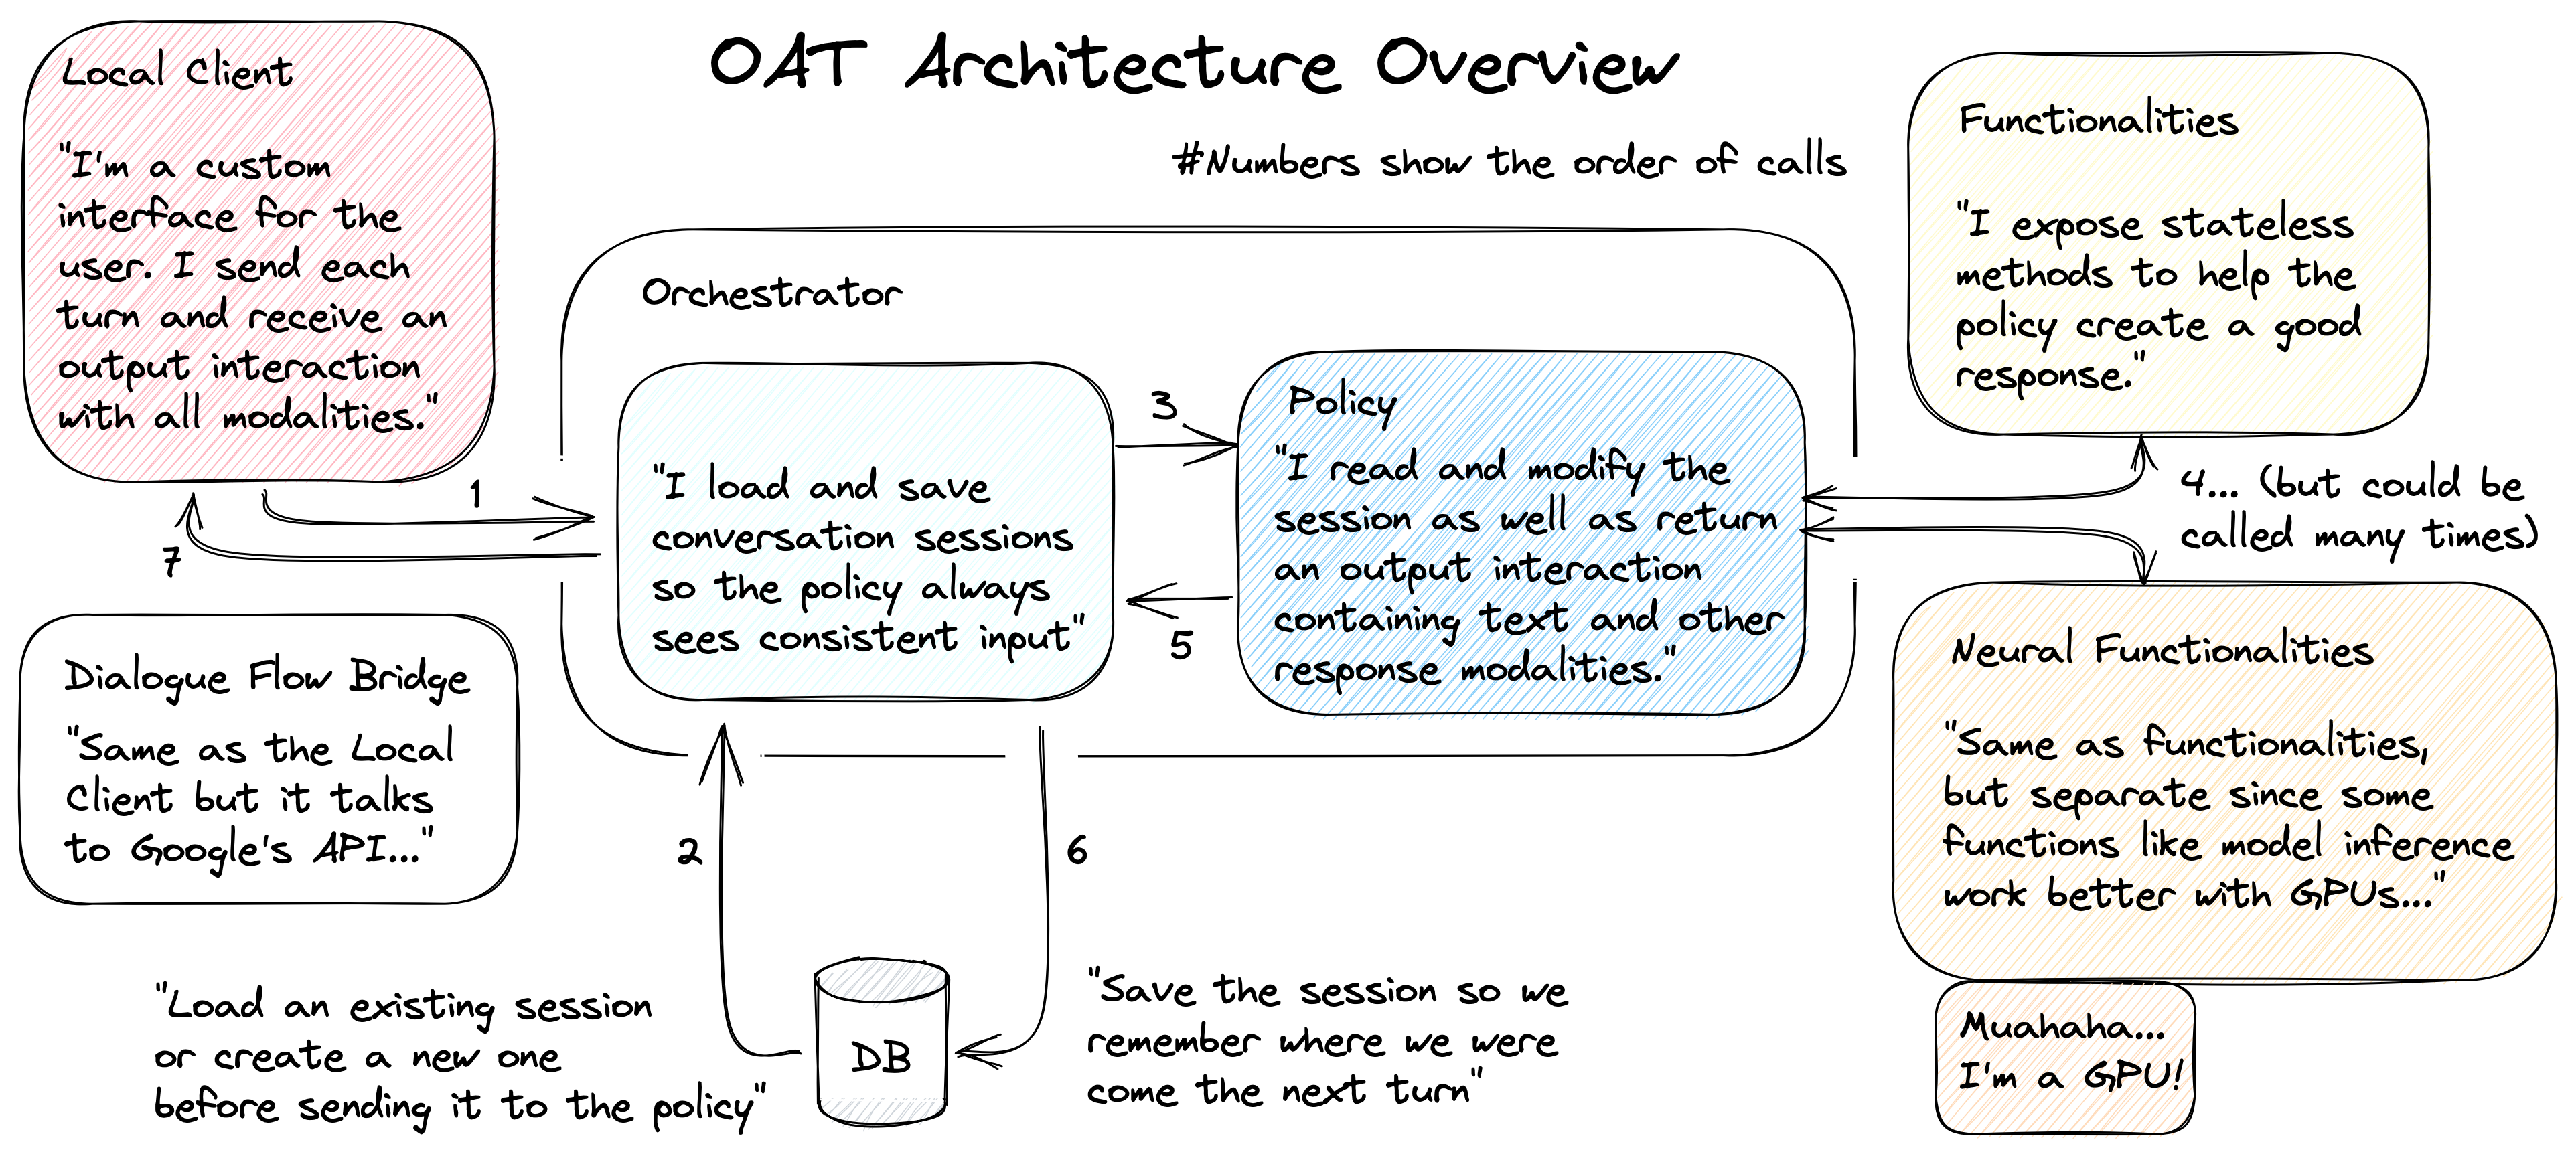 OAT Architecture Overview
#Numbers show the order of calls
Local Client
"I'm a custom
interface for the
user. I send each
turn and receive an
output interaction
with all modalities."
1
7
Dialogue Flow Bridge
"Same as the Local
Client but it talks
to Google's API..."
Orchestrator
"I load and save
conversation sessions
so the policy always
sees consistent input"
3
5
Policy
"I read and modify the
session as well as return
an output interaction
containing text and other
response modalities."
Functionalities
"I expose stateless
methods to help the
policy create a good
response."
4... (but could be
called many times)
Neural Functionalities
"Same as functionalities,
but separate since some
functions like model inference
work better with GPUs..."
Muahaha...
I'm a GPU!
2
6
"Load an existing session
or create a new one
before sending it to the policy"
DB
"Save the session so we
remember where we were
come the next turn"